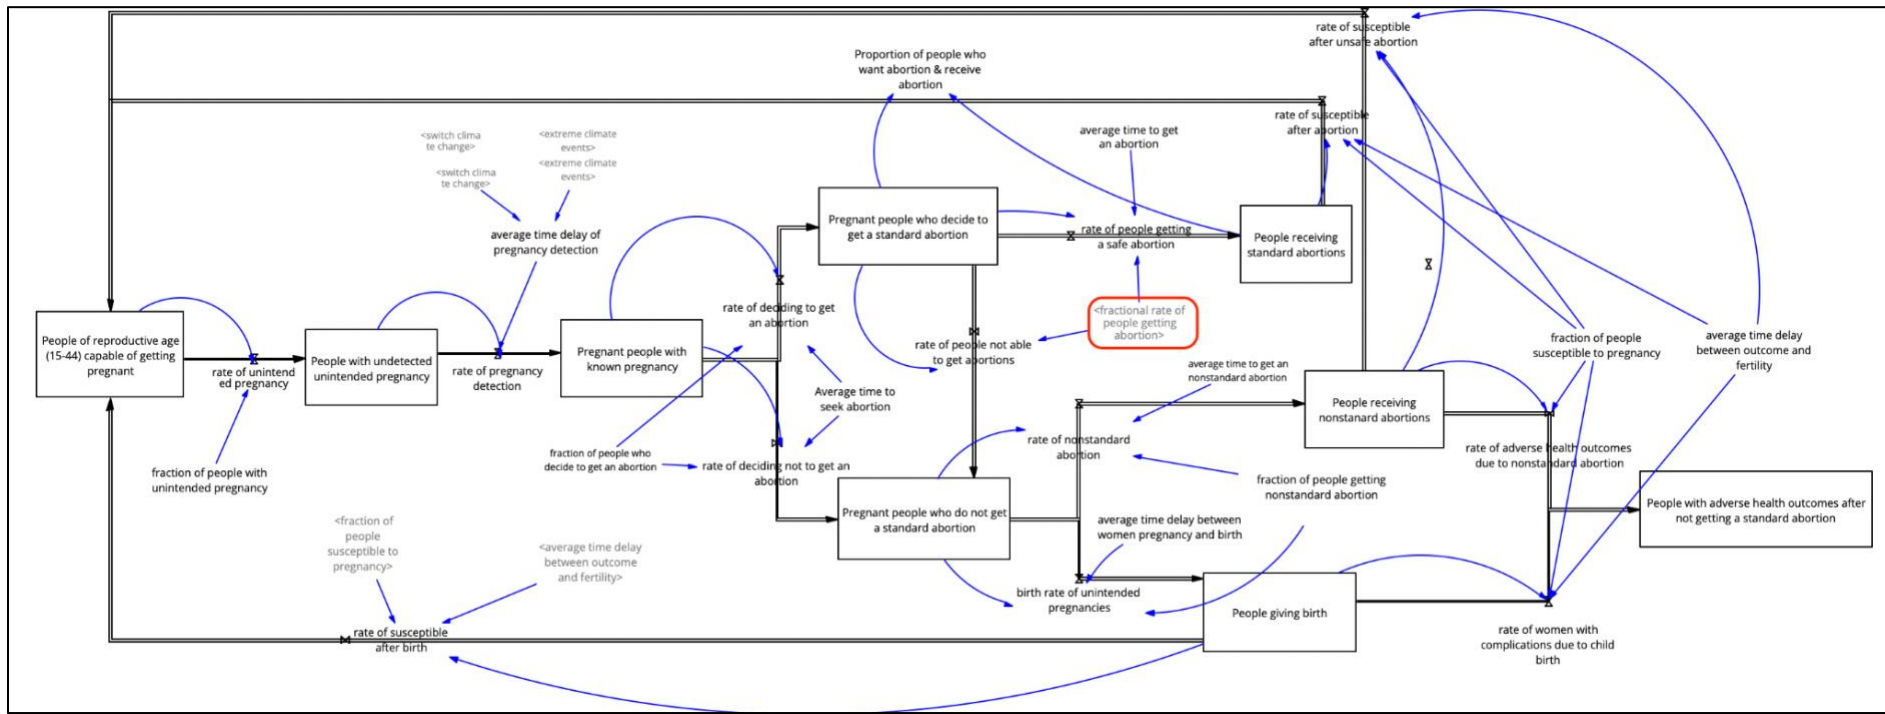 rate of susceptible
after unsafe abortion
Proportion of people who
want abortion & receive
abortion
rate of susceptible
after abortion
<switch clima
te change>
<extreme climate
events>
<switch clima
te change>
<extreme climate
events>
average time to get
an abortion
average time delay of
pregnancy detection
Pregnant people who decide to
get a standard abortion
rate of people getting
a safe abortion
People receiving
standard abortions
People of reproductive age
(15-44) capable of getting
pregnant
rate of unintend
ed pregnancy
People with undetected
unintended pregnancy
rate of pregnancy
detection
Pregnant people with
known pregnancy
rate of deciding to get
an abortion
<fractional rate of
people getting
abortion>
rate of people not able
to get abortions
fraction of people
susceptible to pregnancy
average time delay
between outcome and
fertility
Average time to
seek abortion
average time to get an
nonstandard abortion
People receiving
nonstanard abortions
fraction of people with
unintended pregnancy
fraction of people who
decide to get an abortion
rate of deciding not to get an
abortion
rate of nonstandard
abortion
rate of adverse health outcomes
due to nonstandard abortion
fraction of people getting
nonstandard abortion
Pregnant people who do not get
a standard abortion
People with adverse health outcomes after
not getting a standard abortion
<fraction of
people
susceptible to
pregnancy>
<average time delay
between outcome
and fertility>
average time delay between
women pregnancy and birth
birth rate of unintended
pregnancies
People giving birth
rate of susceptible
after birth
rate of women with
complications due to child
birth